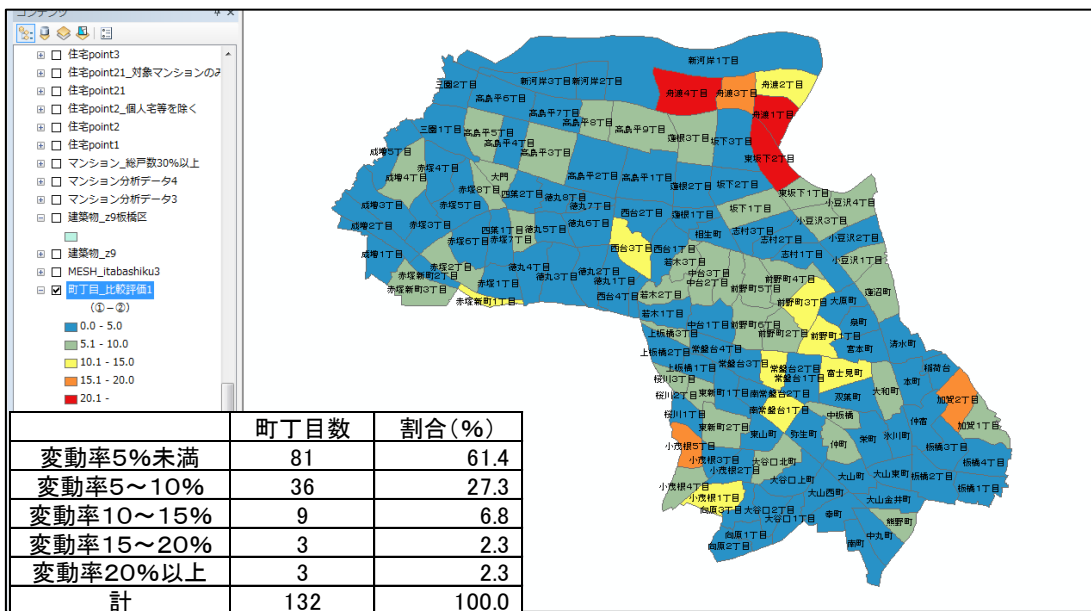 コンテンツ
住宅point3
住宅point21_対象マンションのみ
住宅point21
住宅point2_個人宅等を除く
住宅point2
住宅point1
マンション_総戸数30%以上
マンション分析データ4
マンション分析データ3
建築物_z9板橋区
建築物_z9
MESH_itabashiku3
町丁目_比較評価1
(①-②)
0.0 - 5.0
5.1 - 10.0
10.1 - 15.0
15.1 - 20.0
20.1 -
町丁目数 割合(%)
変動率5%未満 81 61.4
変動率5～10% 36 27.3
変動率10～15% 9 6.8
変動率15～20% 3 2.3
変動率20%以上 3 2.3
計 132 100.0
新河岸1丁目
三園2丁目
新河岸3丁目
新河岸2丁目
舟渡4丁目
舟渡3丁目
舟渡2丁目
高島平6丁目
高島平7丁目
高島平8丁目
高島平9丁目
舟渡1丁目
三園1丁目
高島平5丁目
高島平4丁目
高島平3丁目
蓮根3丁目
坂下3丁目
東坂下2丁目
成増5丁目
成増4丁目
赤塚4丁目
大門
赤塚8丁目
四葉2丁目
高島平2丁目
高島平1丁目
蓮根2丁目
坂下2丁目
東坂下1丁目
成増3丁目
赤塚5丁目
徳丸8丁目
徳丸7丁目
西台2丁目
蓮根1丁目
坂下1丁目
小豆沢4丁目
小豆沢3丁目
成増2丁目
赤塚3丁目
四葉1丁目
徳丸5丁目
徳丸6丁目
相生町
志村3丁目
志村2丁目
小豆沢2丁目
成増1丁目
赤塚6丁目
赤塚7丁目
西台3丁目
西台1丁目
志村1丁目
小豆沢1丁目
赤塚2丁目
赤塚新町2丁目
赤塚新町3丁目
赤塚1丁目
徳丸4丁目
徳丸3丁目
徳丸2丁目
徳丸1丁目
若木3丁目
中台3丁目
中台2丁目
前野町4丁目
前野町5丁目
蓮沼町
赤塚新町1丁目
西台4丁目
若木2丁目
前野町3丁目
大原町
若木1丁目
中台1丁目
前野町6丁目
前野町2丁目
前野町1丁目
泉町
上板橋3丁目
上板橋2丁目
常盤台4丁目
宮本町
清水町
上板橋1丁目
常盤台3丁目
常盤台2丁目
常盤台1丁目
富士見町
稲荷台
桜川3丁目
桜川2丁目
東新町1丁目
南常盤台2丁目
双葉町
大和町
本町
加賀2丁目
桜川1丁目
南常盤台1丁目
中板橋
仲宿
加賀1丁目
東新町2丁目
東山町
弥生町
仲町
栄町
氷川町
板橋3丁目
小茂根5丁目
小茂根3丁目
小茂根2丁目
大谷口北町
板橋4丁目
小茂根4丁目
大谷口上町
大山町
大山東町
板橋2丁目
板橋1丁目
小茂根1丁目
向原3丁目
大谷口2丁目
大谷口1丁目
大山西町
大山金井町
幸町
熊野町
向原1丁目
向原2丁目
中丸町
南町